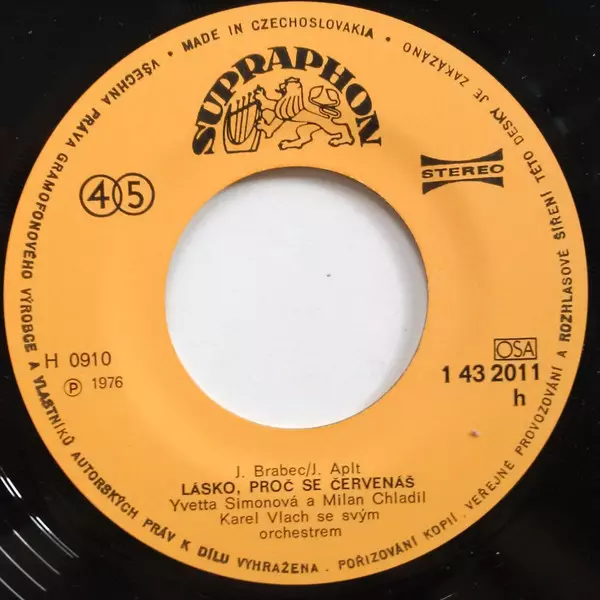 • MADE IN CZECHOSLOVAKIA •
VŠECHNA PRÁVA GRAMOFONOVÉHO VÝROBCE A VLASTNÍKŮ AUTORSKÝCH PRÁV K DÍLU VYHRAŽENA. POŘIZOVÁNÍ KOPIÍ, VEŘEJNÉ PROVOZOVÁNÍ A ROZHLASOVÉ ŠÍŘENÍ TÉTO DESKY JE ZAKÁZÁNO
SUPRAPHON
45
STEREO
H 0910
℗ 1976
OSA
1 43 2011
h
J. Brabec/J. Aplt
LÁSKO, PROČ SE ČERVENÁŠ
Yvetta Simonová a Milan Chladil
Karel Vlach se svým
orchestrem